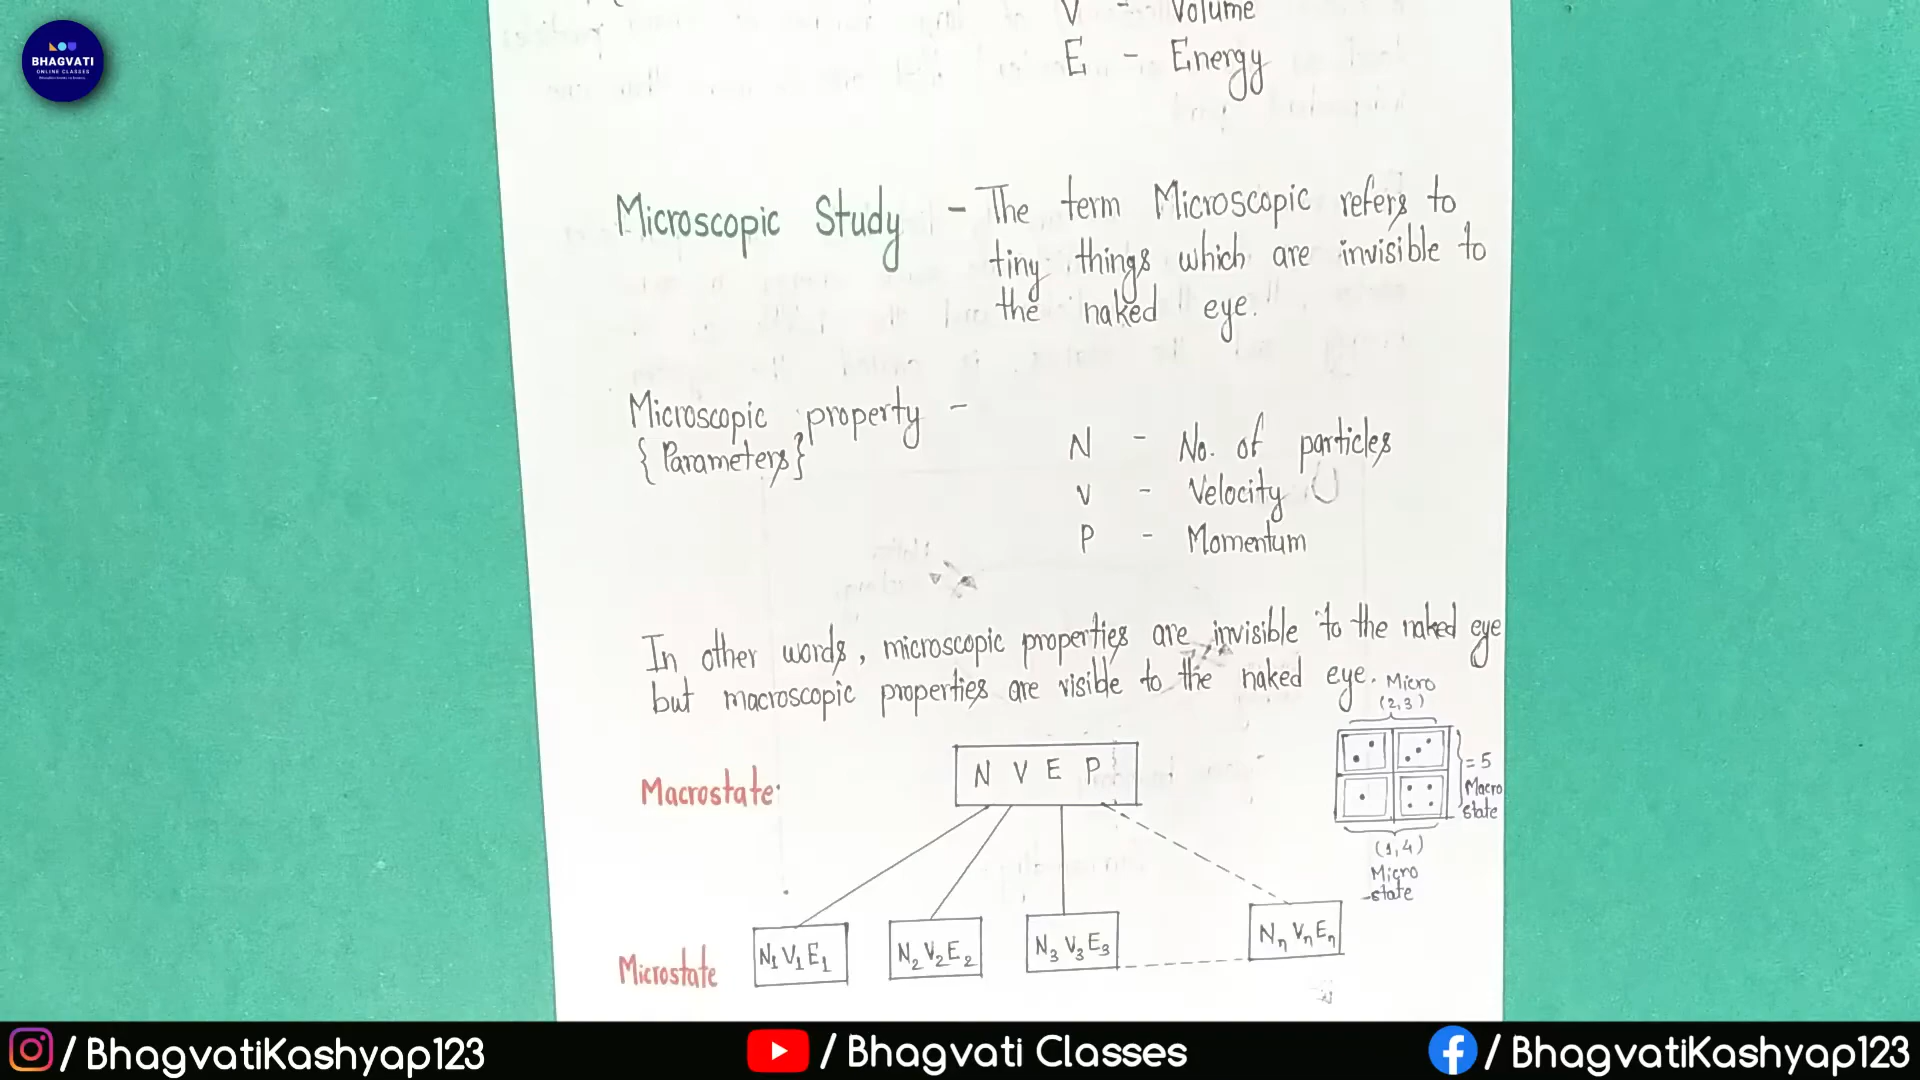 BHAGVATI
ONLINE CLASSES
V - Volume
E - Energy
Microscopic Study - The term Microscopic refers to
tiny things which are invisible to
the naked eye.
Microscopic property -
{Parameters}
N - No. of particles
v - Velocity
P - Momentum
In other words, microscopic properties are invisible to the naked eye
but macroscopic properties are visible to the naked eye.
Micro
(2,3)
= 5
Macro
state
(1,4)
Micro
-state
Macrostate:
N V E P
Microstate
N1 V1 E1
N2 V2 E2
N3 V3 E3
Nn Vn En
/ BhagvatiKashyap123
/ Bhagvati Classes
/ BhagvatiKashyap123